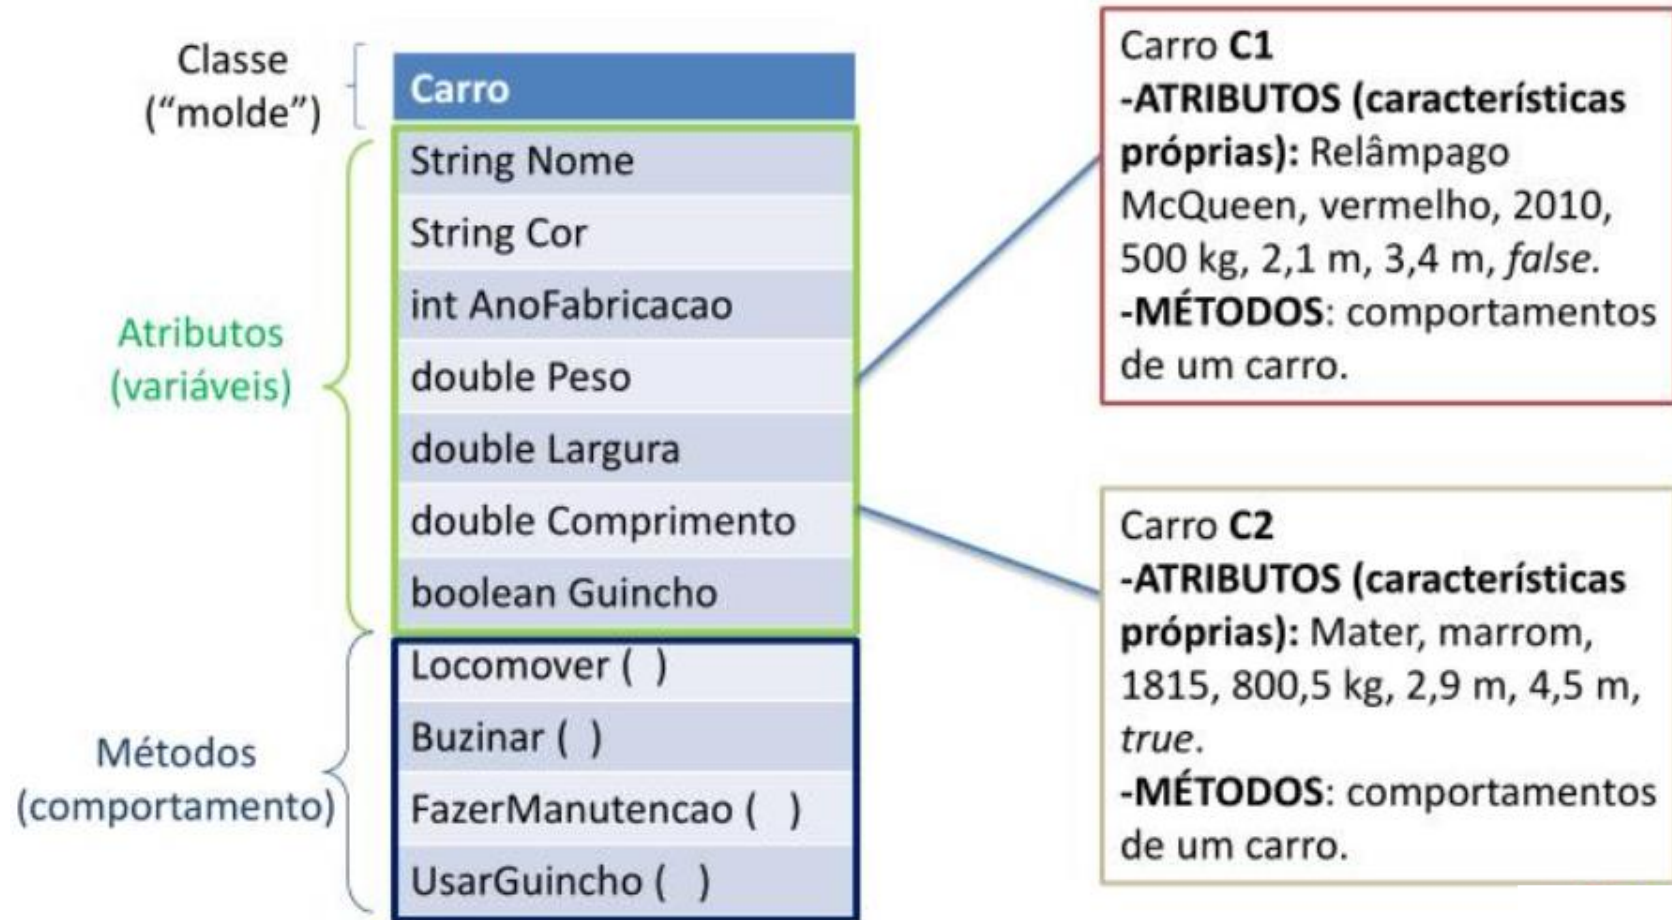 Classe
("molde")
Carro
String Nome
String Cor
int AnoFabricacao
Atributos
(variáveis)
double Peso
double Largura
double Comprimento
boolean Guincho
Métodos
(comportamento)
Locomover ( )
Buzinar ( )
FazerManutencao ( )
UsarGuincho ( )
Carro C1
-ATRIBUTOS (características
próprias): Relâmpago
McQueen, vermelho, 2010,
500 kg, 2,1 m, 3,4 m, false.
-MÉTODOS: comportamentos
de um carro.
Carro C2
-ATRIBUTOS (características
próprias): Mater, marrom,
1815, 800,5 kg, 2,9 m, 4,5 m,
true.
-MÉTODOS: comportamentos
de um carro.